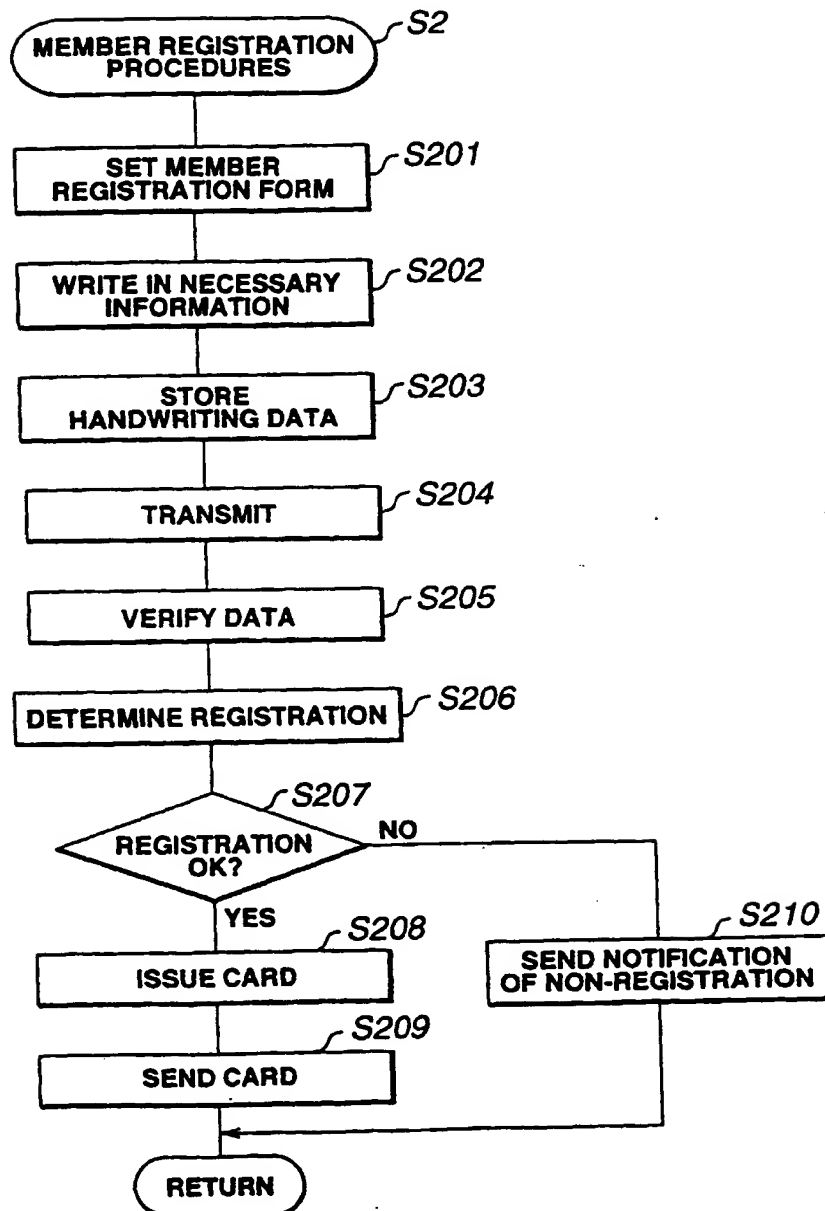 MEMBER REGISTRATION
PROCEDURES
S2
SET MEMBER
REGISTRATION FORM
S201
WRITE IN NECESSARY
INFORMATION
S202
STORE
HANDWRITING DATA
S203
TRANSMIT
S204
VERIFY DATA
S205
DETERMINE REGISTRATION
S206
REGISTRATION
OK?
S207
NO
YES
ISSUE CARD
S208
SEND CARD
S209
SEND NOTIFICATION
OF NON-REGISTRATION
S210
RETURN